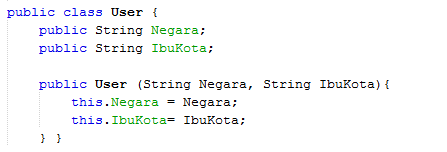 public class User {
    public String Negara;
    public String IbuKota;

    public User (String Negara, String IbuKota){
        this.Negara = Negara;
        this.IbuKota= IbuKota;
    } }